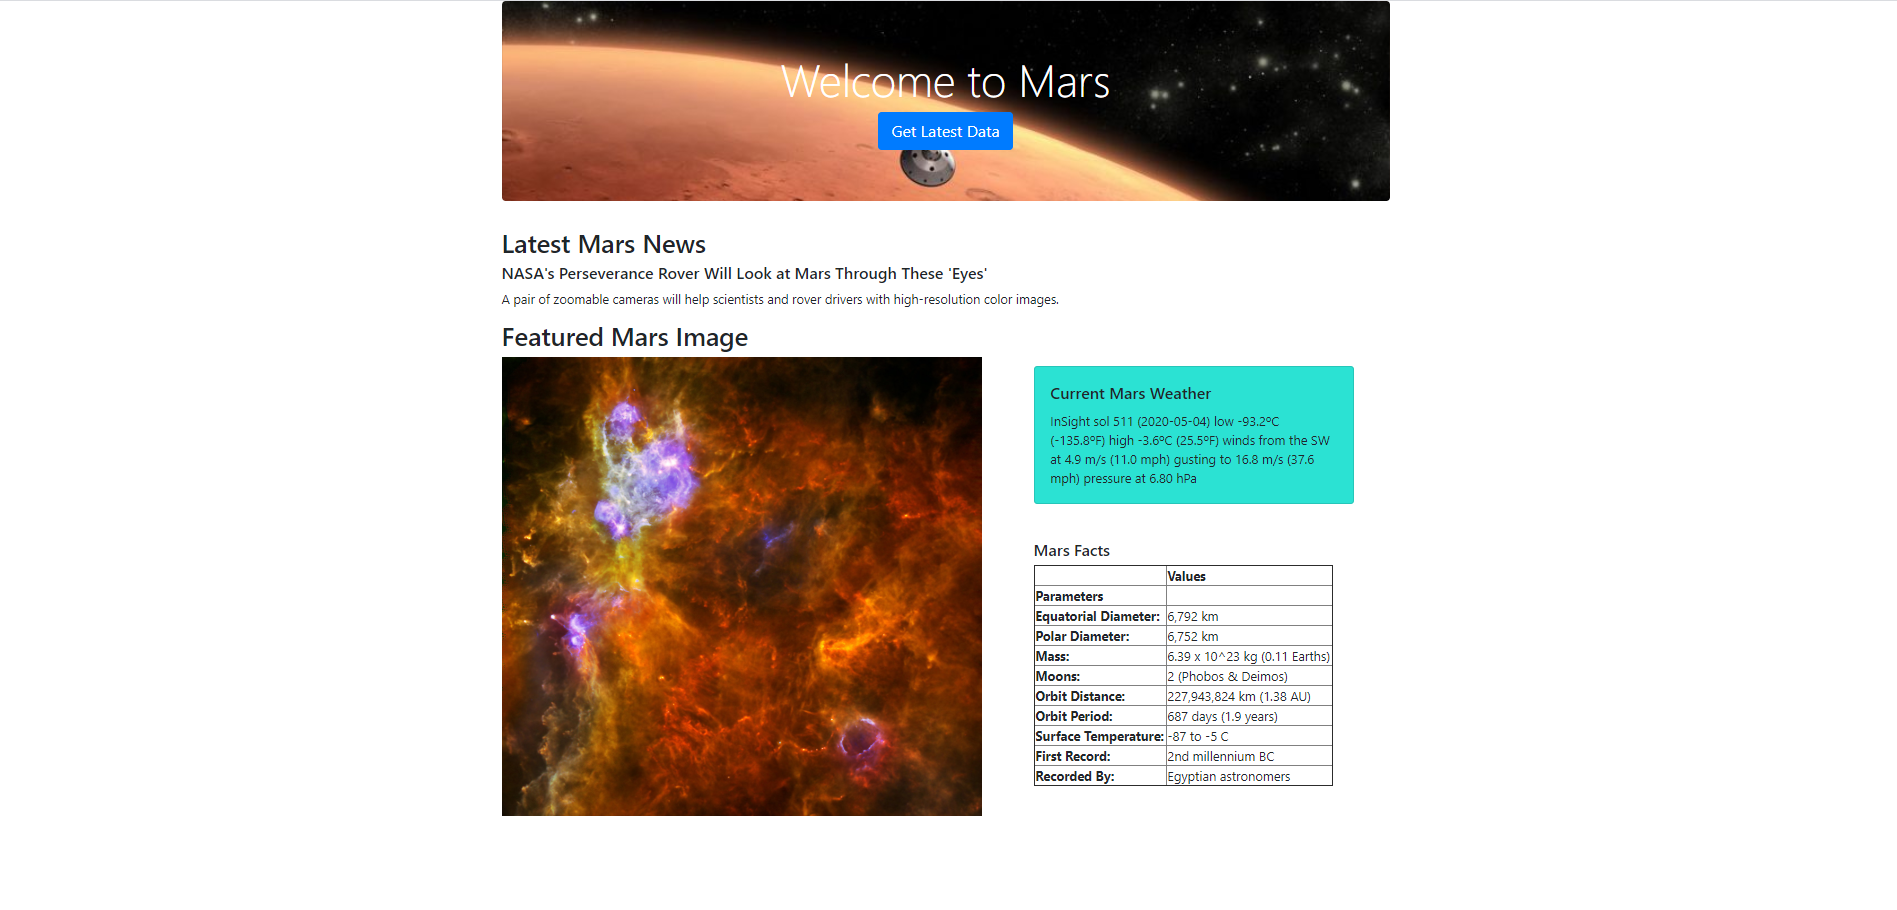 Welcome to Mars
Get Latest Data
Latest Mars News
NASA's Perseverance Rover Will Look at Mars Through These 'Eyes'
A pair of zoomable cameras will help scientists and rover drivers with high-resolution color images.
Featured Mars Image
Current Mars Weather
InSight sol 511 (2020-05-04) low -93.2ºC
(-135.8ºF) high -3.6ºC (25.5ºF) winds from the SW
at 4.9 m/s (11.0 mph) gusting to 16.8 m/s (37.6
mph) pressure at 6.80 hPa
Mars Facts
Values
Parameters
Equatorial Diameter: 6,792 km
Polar Diameter: 6,752 km
Mass: 6.39 x 10^23 kg (0.11 Earths)
Moons: 2 (Phobos & Deimos)
Orbit Distance: 227,943,824 km (1.38 AU)
Orbit Period: 687 days (1.9 years)
Surface Temperature: -87 to -5 C
First Record: 2nd millennium BC
Recorded By: Egyptian astronomers